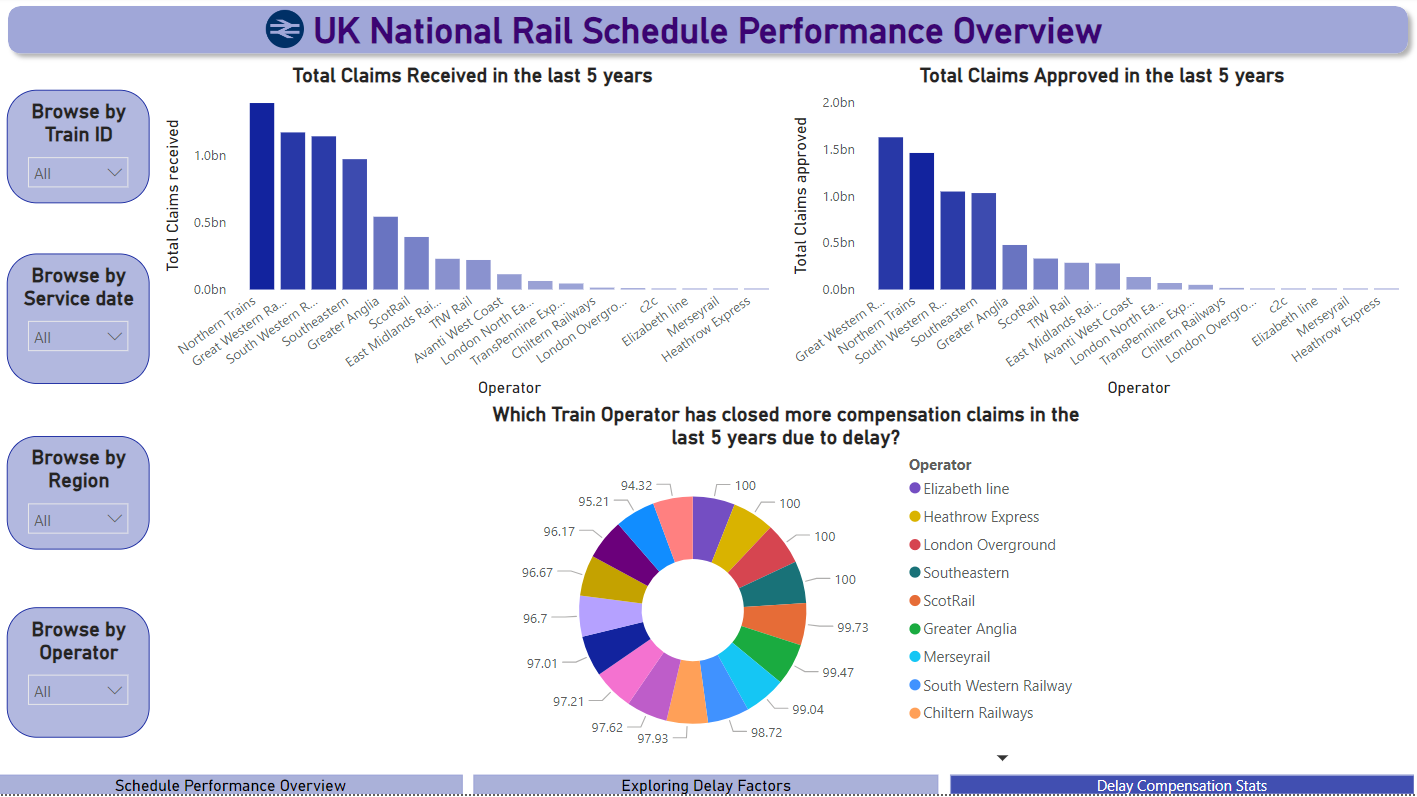 UK National Rail Schedule Performance Overview
Browse by
Train ID
All
Browse by
Service date
All
Browse by
Region
All
Browse by
Operator
All
Total Claims Received in the last 5 years
Total Claims received
1.0bn
0.5bn
0.0bn
Northern Trains
Great Western Ra...
South Western R...
Southeastern
Greater Anglia
ScotRail
East Midlands Rai...
TfW Rail
Avanti West Coast
London North Ea...
TransPennine Exp...
Chiltern Railways
London Overgro...
c2c
Elizabeth line
Merseyrail
Heathrow Express
Operator
Total Claims Approved in the last 5 years
Total Claims approved
2.0bn
1.5bn
1.0bn
0.5bn
0.0bn
Great Western R...
Northern Trains
South Western R...
Southeastern
Greater Anglia
ScotRail
TfW Rail
East Midlands Rai...
Avanti West Coast
London North Ea...
TransPennine Exp...
Chiltern Railways
London Overgro...
c2c
Elizabeth line
Merseyrail
Heathrow Express
Operator
Which Train Operator has closed more compensation claims in the
last 5 years due to delay?
100
100
100
100
99.73
99.47
99.04
98.72
97.93
97.62
97.21
97.01
96.7
96.67
96.17
95.21
94.32
Operator
Elizabeth line
Heathrow Express
London Overground
Southeastern
ScotRail
Greater Anglia
Merseyrail
South Western Railway
Chiltern Railways
Schedule Performance Overview
Exploring Delay Factors
Delay Compensation Stats